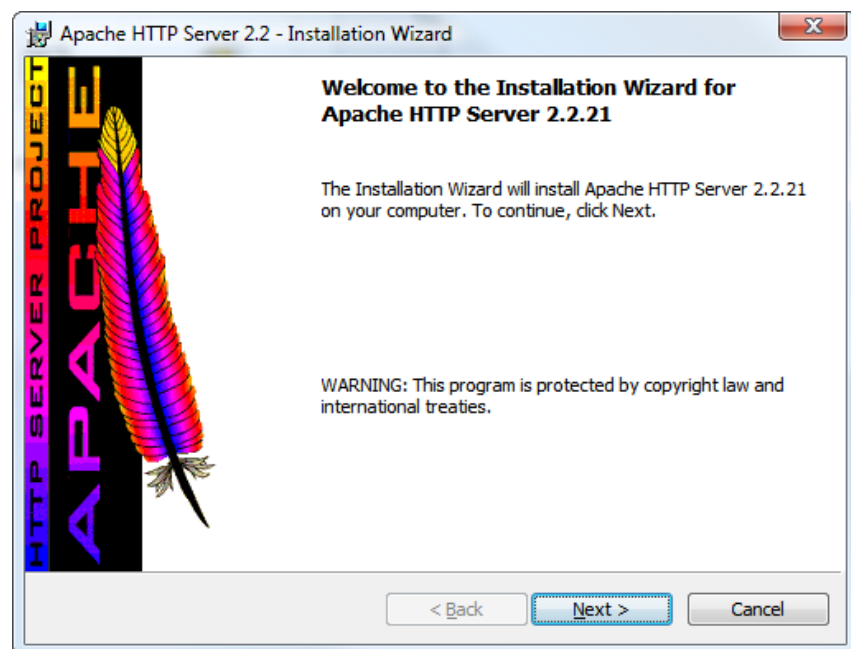 Apache HTTP Server 2.2 - Installation Wizard
HTTP SERVER PROJECT
APACHE
Welcome to the Installation Wizard for
Apache HTTP Server 2.2.21
The Installation Wizard will install Apache HTTP Server 2.2.21
on your computer. To continue, click Next.
WARNING: This program is protected by copyright law and
international treaties.
< Back
Next >
Cancel